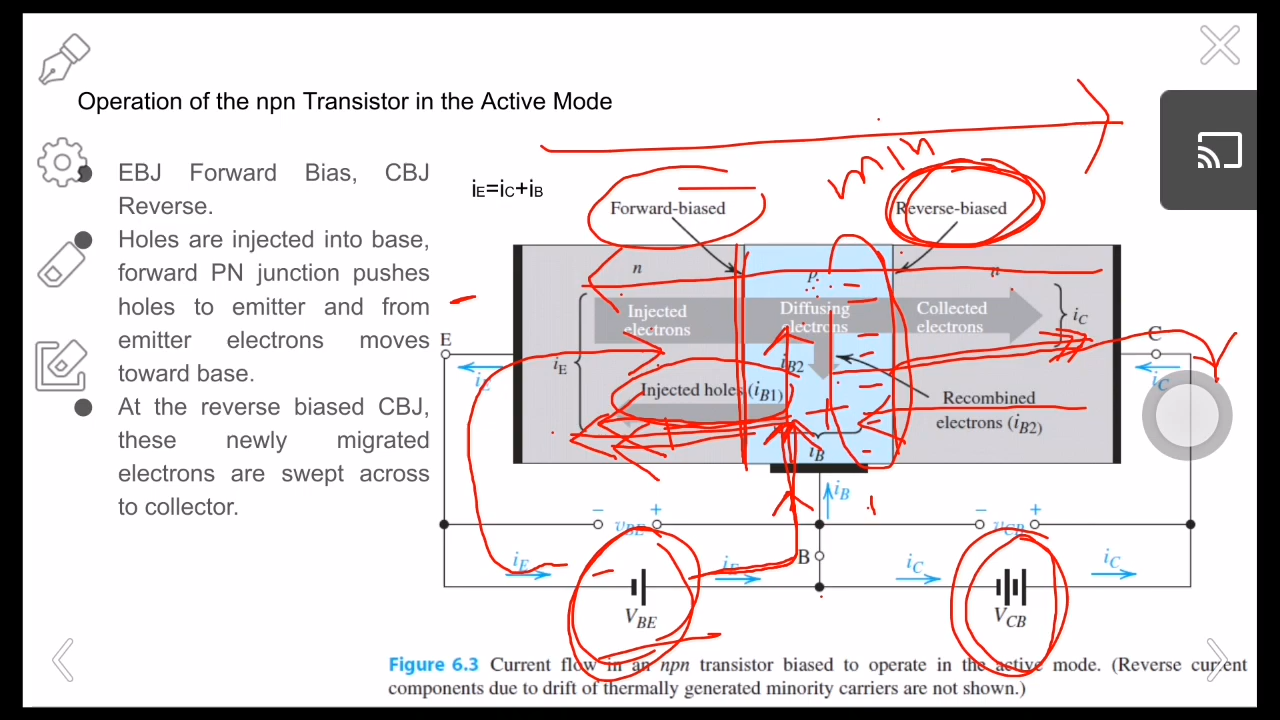 Operation of the npn Transistor in the Active Mode
EBJ Forward Bias, CBJ
Reverse.
Holes are injected into base,
forward PN junction pushes
holes to emitter and from
emitter electrons moves
toward base.
At the reverse biased CBJ,
these newly migrated
electrons are swept across
to collector.
iE=iC+iB
min
Forward-biased
Reverse-biased
n
p
n
Injected
electrons
Diffusing
electrons
Collected
electrons
iC
E
C
iE
iE
iB2
iC
Injected holes (iB1)
Recombined
electrons (iB2)
iB
iB
− vBE +
− vCB +
B
iE
iE
iC
iC
VBE
VCB
Figure 6.3 Current flow in an npn transistor biased to operate in the active mode. (Reverse current
components due to drift of thermally generated minority carriers are not shown.)